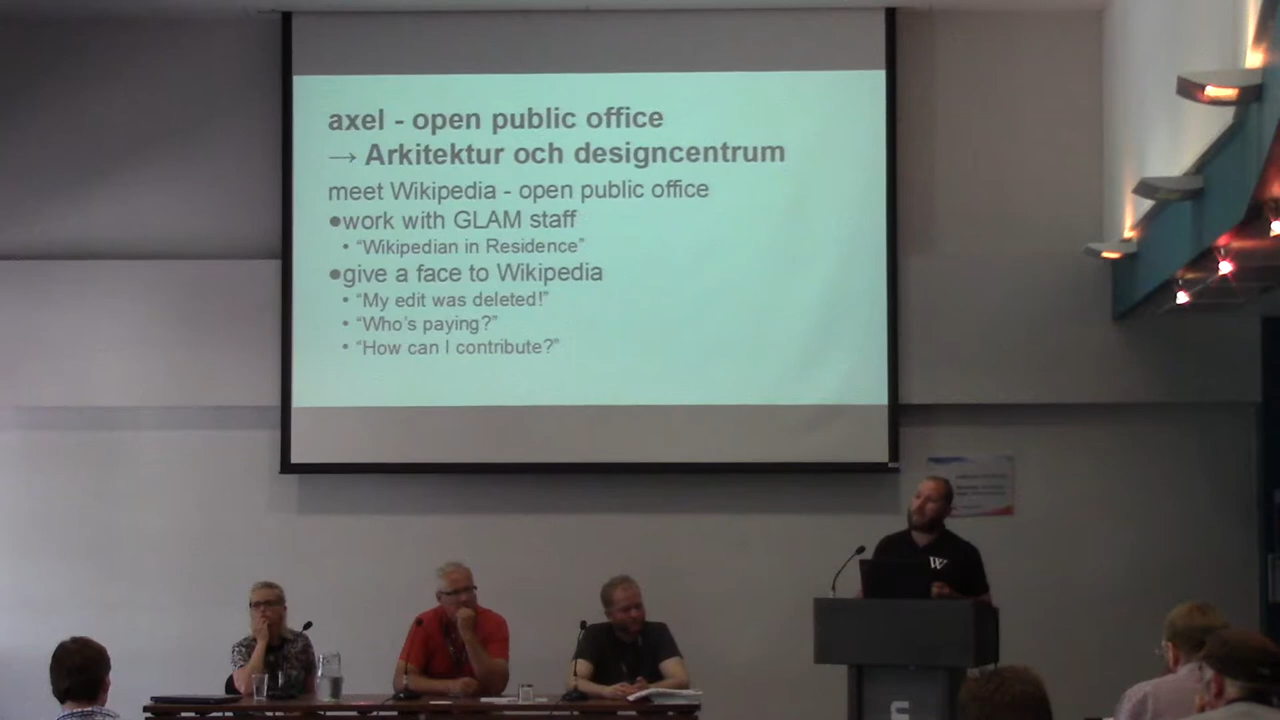 axel - open public office
→ Arkitektur och designcentrum
meet Wikipedia - open public office
●work with GLAM staff
• “Wikipedian in Residence”
●give a face to Wikipedia
• “My edit was deleted!”
• “Who’s paying?”
• “How can I contribute?”
W